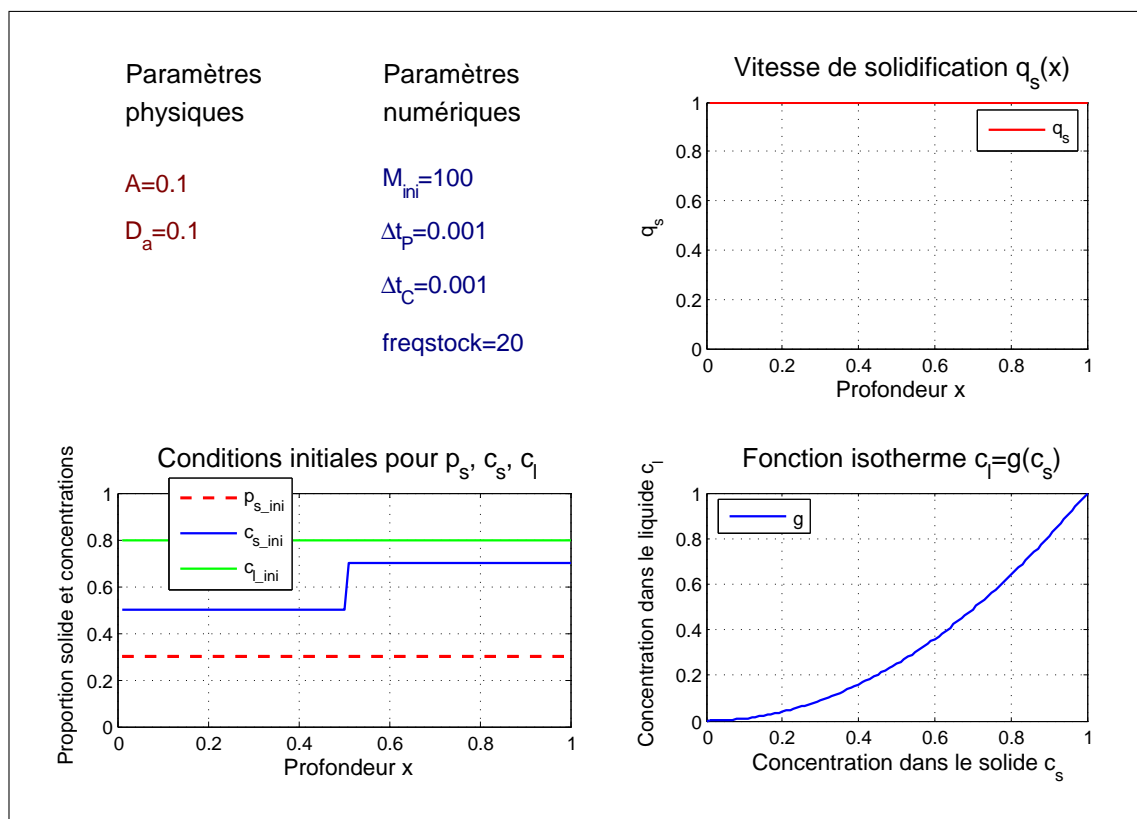 Paramètres
physiques
A=0.1
D_a=0.1
Paramètres
numériques
M_ini=100
Δt_P=0.001
Δt_C=0.001
freqstock=20
Vitesse de solidification q_s(x)
q_s
1
0.8
0.6
0.4
0.2
0
q_s
0 0.2 0.4 0.6 0.8 1
Profondeur x
Conditions initiales pour p_s, c_s, c_l
Proportion solide et concentrations
1
0.8
0.6
0.4
0.2
0
p_s_ini
c_s_ini
c_l_ini
0 0.2 0.4 0.6 0.8 1
Profondeur x
Fonction isotherme c_l=g(c_s)
Concentration dans le liquide c_l
1
0.8
0.6
0.4
0.2
0
g
0 0.2 0.4 0.6 0.8 1
Concentration dans le solide c_s